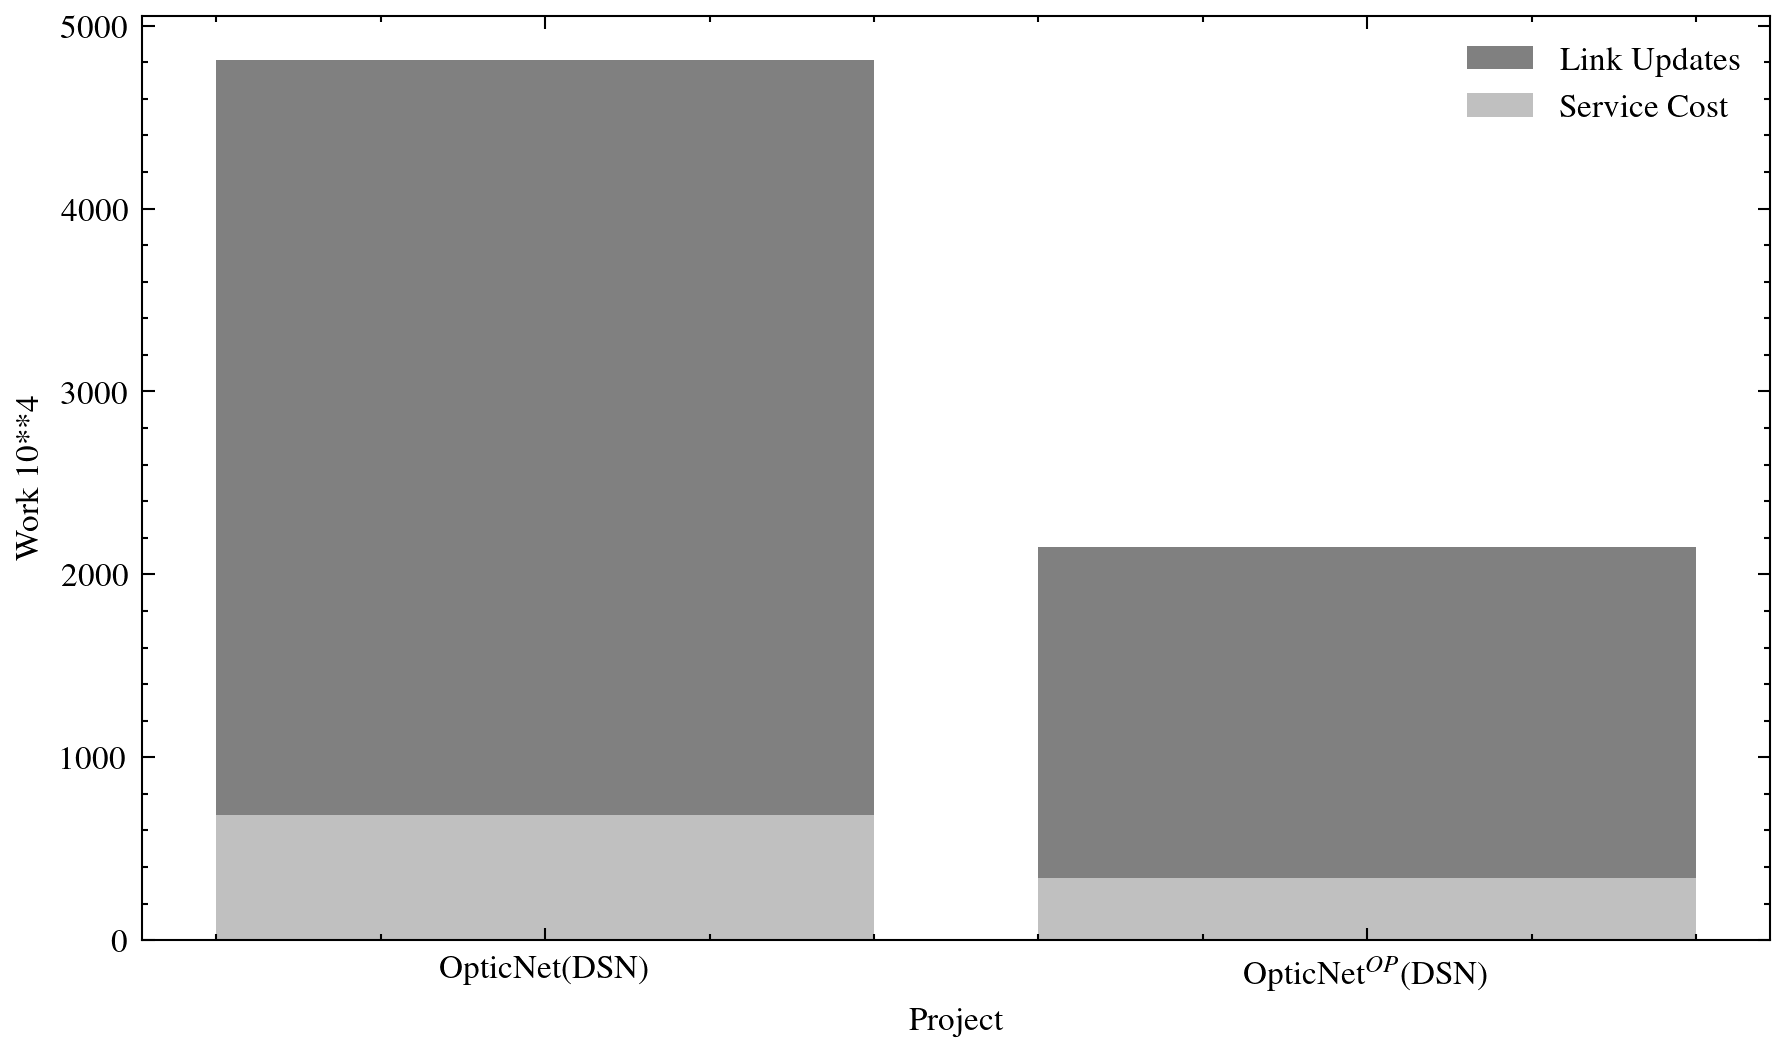 5000
4000
3000
2000
1000
0
Work 10**4
Link Updates
Service Cost
OpticNet(DSN)
OpticNet^{OP}(DSN)
Project